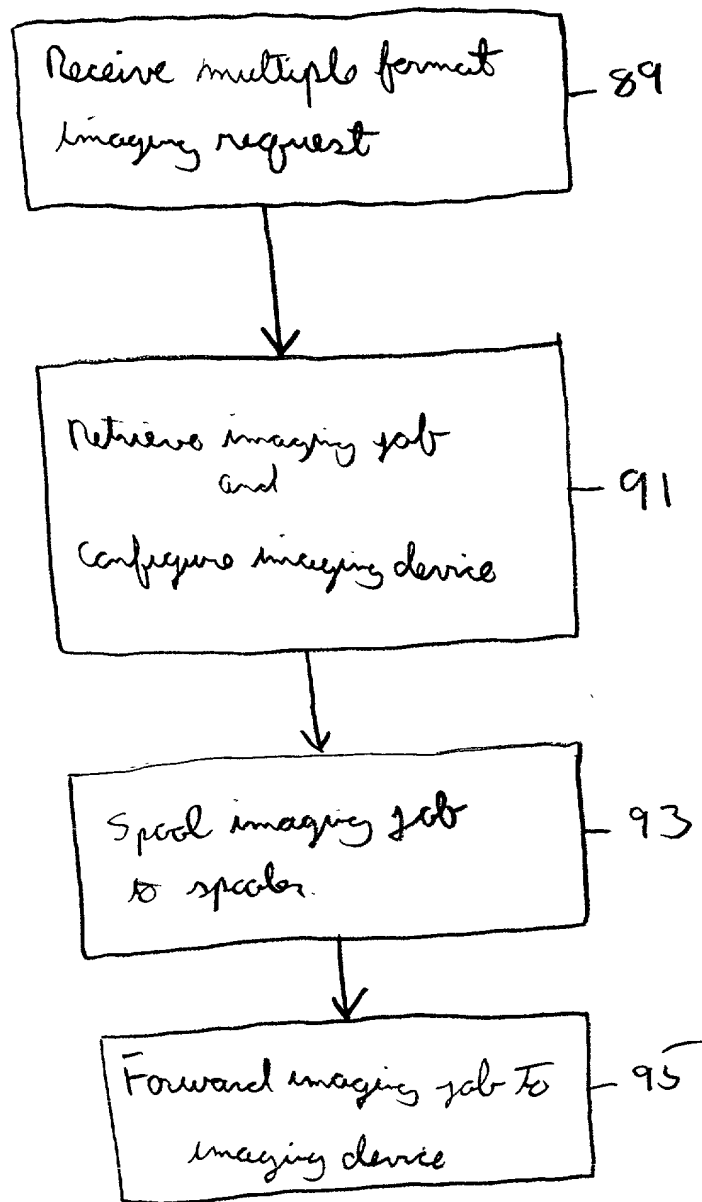 Receive multiple format
imaging request
89
Retrieve imaging job
and
Configure imaging device
91
Spool imaging job
to spooler.
93
Forward imaging job to
imaging device
95